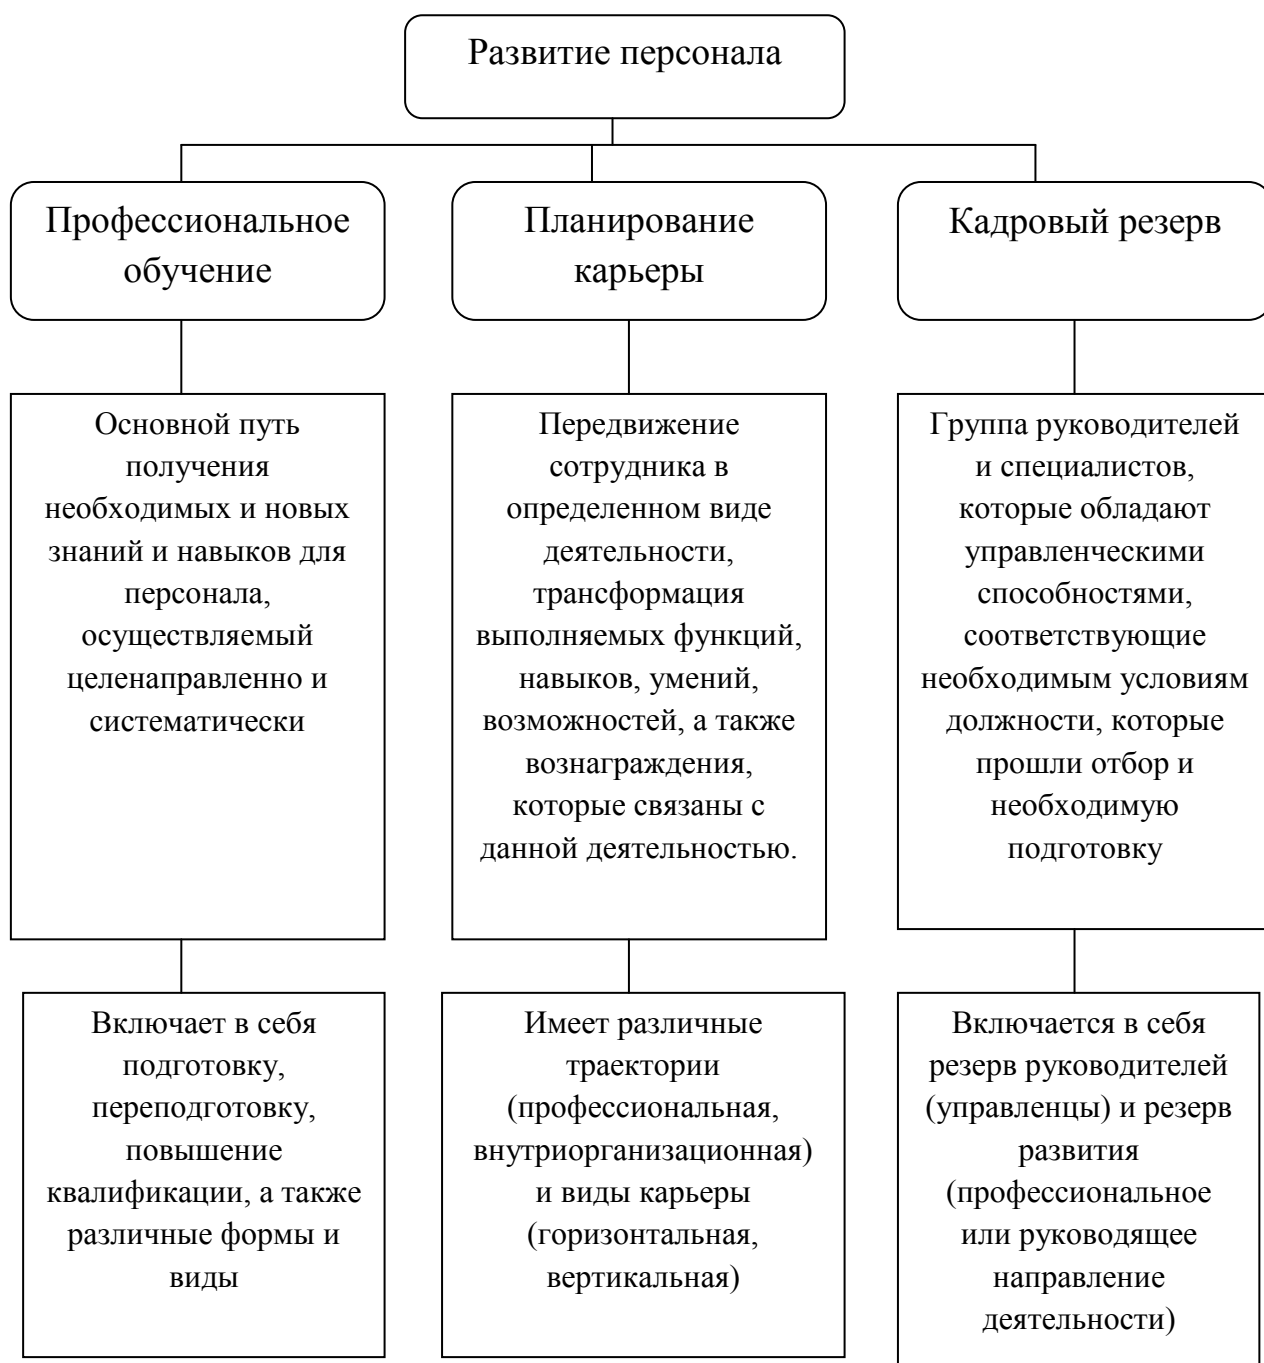 Развитие персонала
Профессиональное
обучение
Планирование
карьеры
Кадровый резерв
Основной путь
получения
необходимых и новых
знаний и навыков для
персонала,
осуществляемый
целенаправленно и
систематически
Передвижение
сотрудника в
определенном виде
деятельности,
трансформация
выполняемых функций,
навыков, умений,
возможностей, а также
вознаграждения,
которые связаны с
данной деятельностью.
Группа руководителей
и специалистов,
которые обладают
управленческими
способностями,
соответствующие
необходимым условиям
должности, которые
прошли отбор и
необходимую
подготовку
Включает в себя
подготовку,
переподготовку,
повышение
квалификации, а также
различные формы и
виды
Имеет различные
траектории
(профессиональная,
внутриорганизационная)
и виды карьеры
(горизонтальная,
вертикальная)
Включается в себя
резерв руководителей
(управленцы) и резерв
развития
(профессиональное
или руководящее
направление
деятельности)